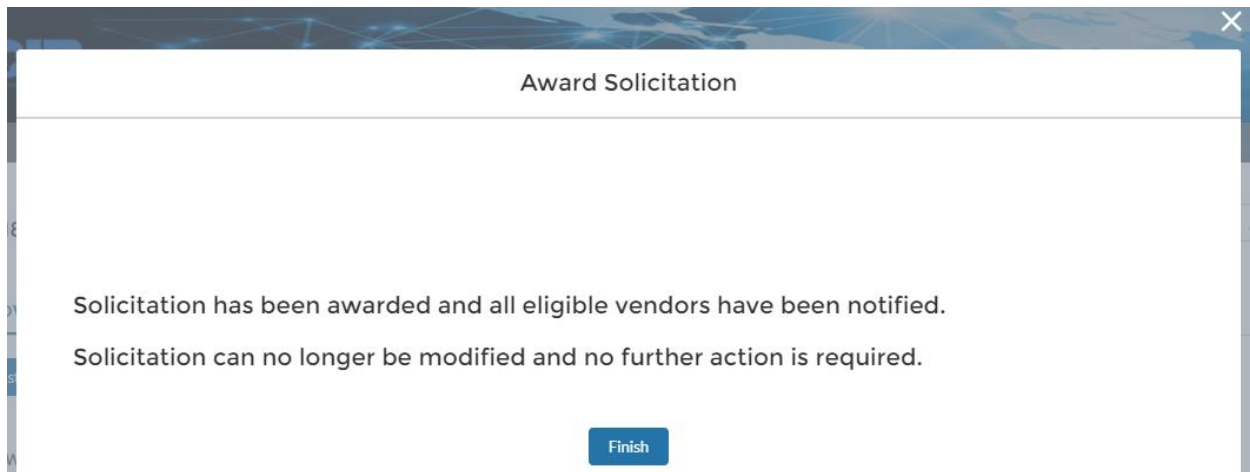 Award Solicitation
Solicitation has been awarded and all eligible vendors have been notified.
Solicitation can no longer be modified and no further action is required.
Finish